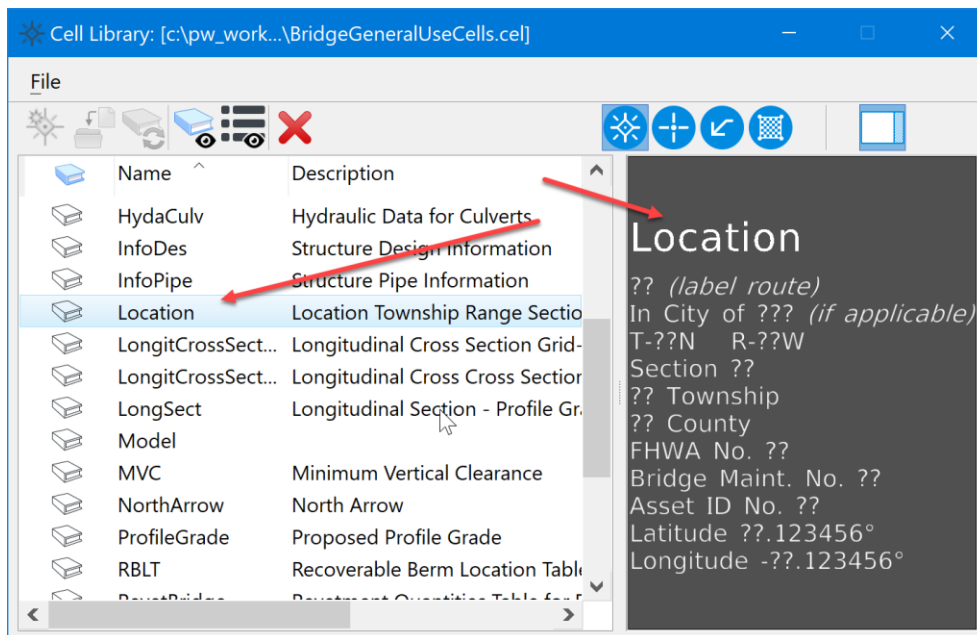 Cell Library: [c:\pw_work...\BridgeGeneralUseCells.cel]
File
Name Description
HydaCulv Hydraulic Data for Culverts
InfoDes Structure Design Information
InfoPipe Structure Pipe Information
Location Location Township Range Sectio
LongitCrossSect... Longitudinal Cross Section Grid-
LongitCrossSect... Longitudinal Cross Cross Section
LongSect Longitudinal Section - Profile Gr
Model
MVC Minimum Vertical Clearance
NorthArrow North Arrow
ProfileGrade Proposed Profile Grade
RBLT Recoverable Berm Location Table
Location
?? (label route)
In City of ??? (if applicable)
T-??N R-??W
Section ??
?? Township
?? County
FHWA No. ??
Bridge Maint. No. ??
Asset ID No. ??
Latitude ??.123456°
Longitude -??.123456°